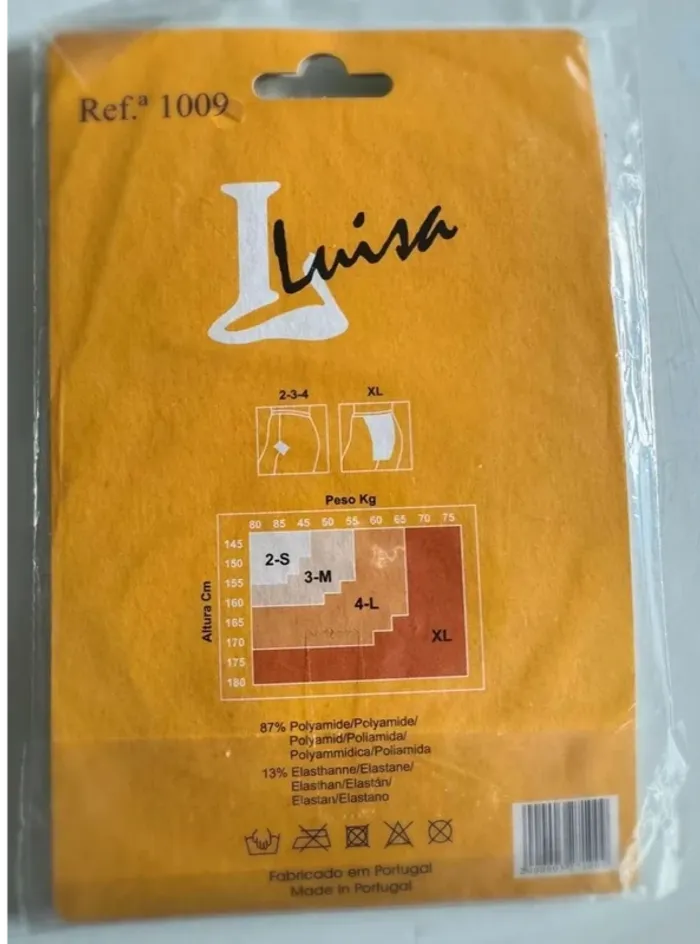 Ref.ª 1009
L
Luisa
2-3-4 XL
Peso Kg
80 85 45 50 55 60 65 70 75
Altura Cm
145
150
155
160
165
170
175
180
2-S
3-M
4-L
XL
87% Polyamide/Polyamide/
Polyamid/Poliamida/
Polyammidica/Poliamida
13% Elasthanne/Elastane/
Elasthan/Elastán/
Elastan/Elastano
Fabricado em Portugal
Made in Portugal